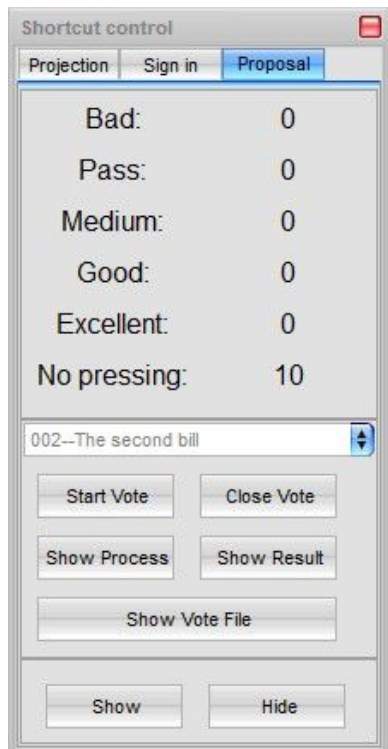 Shortcut control
Projection Sign in Proposal
Bad: 0
Pass: 0
Medium: 0
Good: 0
Excellent: 0
No pressing: 10
002--The second bill
Start Vote Close Vote
Show Process Show Result
Show Vote File
Show Hide